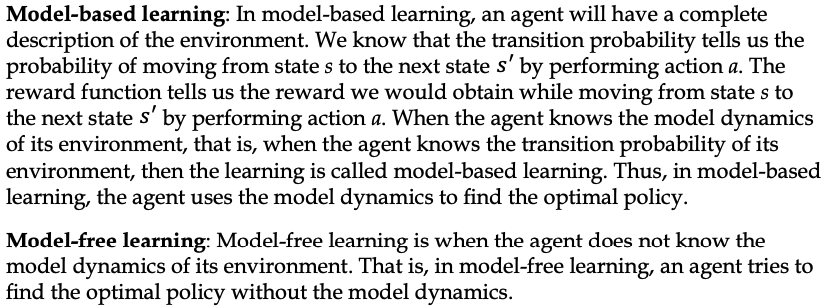 Model-based learning: In model-based learning, an agent will have a complete
description of the environment. We know that the transition probability tells us the
probability of moving from state s to the next state s′ by performing action a. The
reward function tells us the reward we would obtain while moving from state s to
the next state s′ by performing action a. When the agent knows the model dynamics
of its environment, that is, when the agent knows the transition probability of its
environment, then the learning is called model-based learning. Thus, in model-based
learning, the agent uses the model dynamics to find the optimal policy.
Model-free learning: Model-free learning is when the agent does not know the
model dynamics of its environment. That is, in model-free learning, an agent tries to
find the optimal policy without the model dynamics.